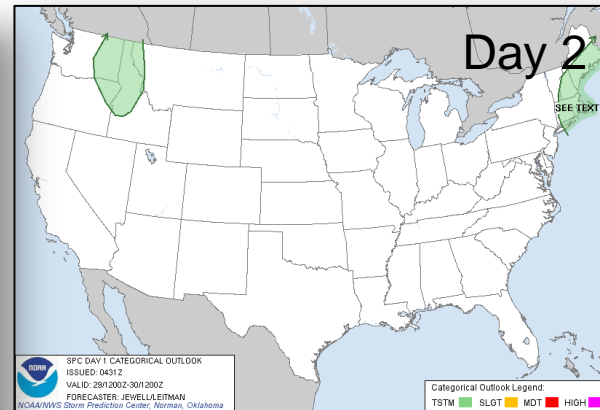 Day 2
SEE TEXT
NOAA
SPC DAY 1 CATEGORICAL OUTLOOK
ISSUED: 0431Z
VALID: 29/1200Z-30/1200Z
FORECASTER: JEWELL/LEITMAN
NOAA/NWS Storm Prediction Center, Norman, Oklahoma
Categorical Outlook Legend:
TSTM SLGT MDT HIGH